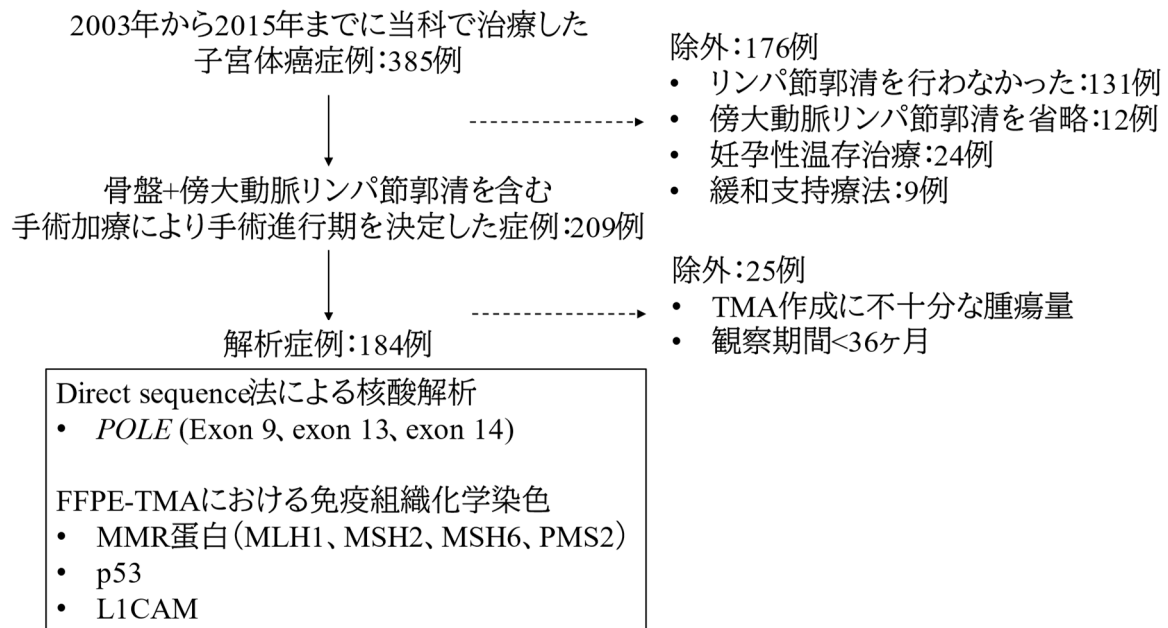 2003年から2015年までに当科で治療した
子宮体癌症例：385例
除外：176例
• リンパ節郭清を行わなかった：131例
• 傍大動脈リンパ節郭清を省略：12例
• 妊孕性温存治療：24例
• 緩和支持療法：9例
骨盤+傍大動脈リンパ節郭清を含む
手術加療により手術進行期を決定した症例：209例
除外：25例
• TMA作成に不十分な腫瘍量
• 観察期間<36ヶ月
解析症例：184例
Direct sequence法による核酸解析
• POLE (Exon 9、exon 13、exon 14)
FFPE-TMAにおける免疫組織化学染色
• MMR蛋白（MLH1、MSH2、MSH6、PMS2）
• p53
• L1CAM